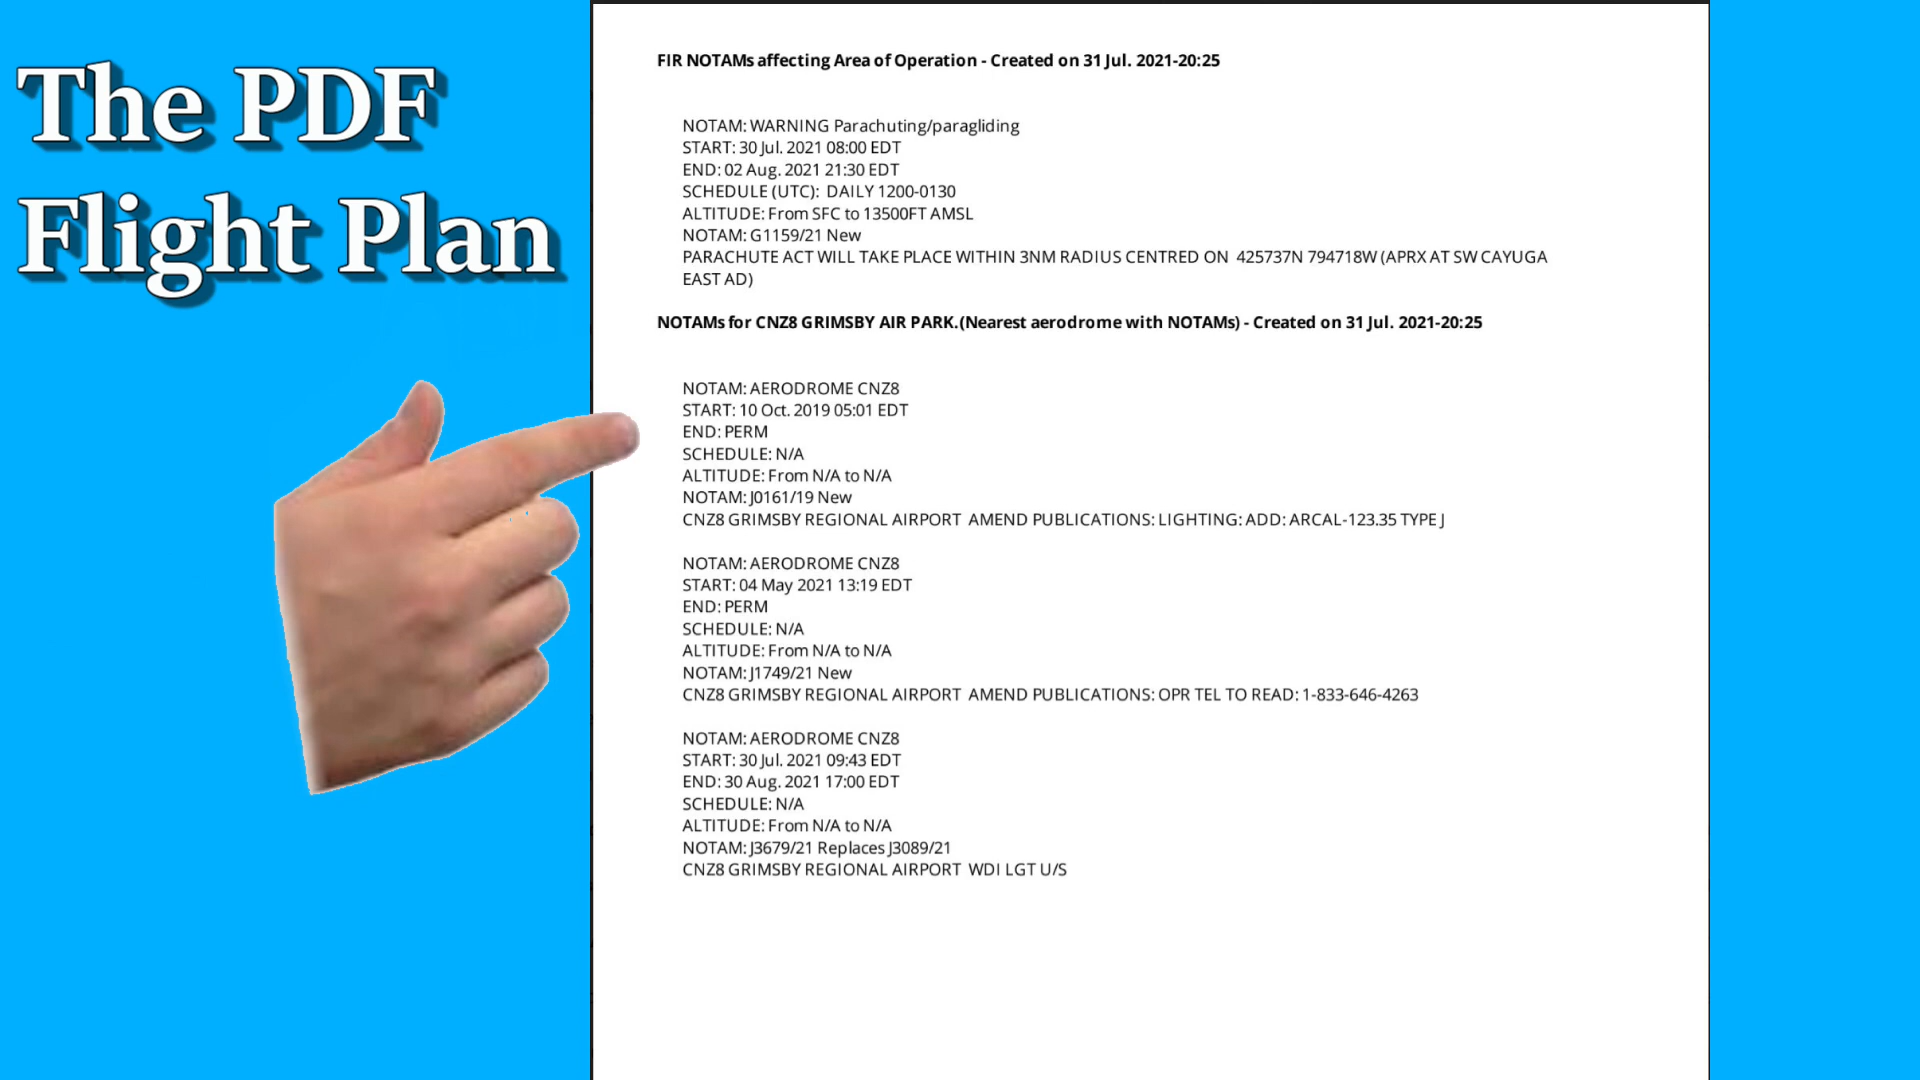 The PDF
Flight Plan
FIR NOTAMs affecting Area of Operation - Created on 31 Jul. 2021-20:25
NOTAM: WARNING Parachuting/paragliding
START: 30 Jul. 2021 08:00 EDT
END: 02 Aug. 2021 21:30 EDT
SCHEDULE (UTC): DAILY 1200-0130
ALTITUDE: From SFC to 13500FT AMSL
NOTAM: G1159/21 New
PARACHUTE ACT WILL TAKE PLACE WITHIN 3NM RADIUS CENTRED ON 425737N 794718W (APRX AT SW CAYUGA
EAST AD)
NOTAMs for CNZ8 GRIMSBY AIR PARK.(Nearest aerodrome with NOTAMs) - Created on 31 Jul. 2021-20:25
NOTAM: AERODROME CNZ8
START: 10 Oct. 2019 05:01 EDT
END: PERM
SCHEDULE: N/A
ALTITUDE: From N/A to N/A
NOTAM: J0161/19 New
CNZ8 GRIMSBY REGIONAL AIRPORT AMEND PUBLICATIONS: LIGHTING: ADD: ARCAL-123.35 TYPE J
NOTAM: AERODROME CNZ8
START: 04 May 2021 13:19 EDT
END: PERM
SCHEDULE: N/A
ALTITUDE: From N/A to N/A
NOTAM: J1749/21 New
CNZ8 GRIMSBY REGIONAL AIRPORT AMEND PUBLICATIONS: OPR TEL TO READ: 1-833-646-4263
NOTAM: AERODROME CNZ8
START: 30 Jul. 2021 09:43 EDT
END: 30 Aug. 2021 17:00 EDT
SCHEDULE: N/A
ALTITUDE: From N/A to N/A
NOTAM: J3679/21 Replaces J3089/21
CNZ8 GRIMSBY REGIONAL AIRPORT WDI LGT U/S